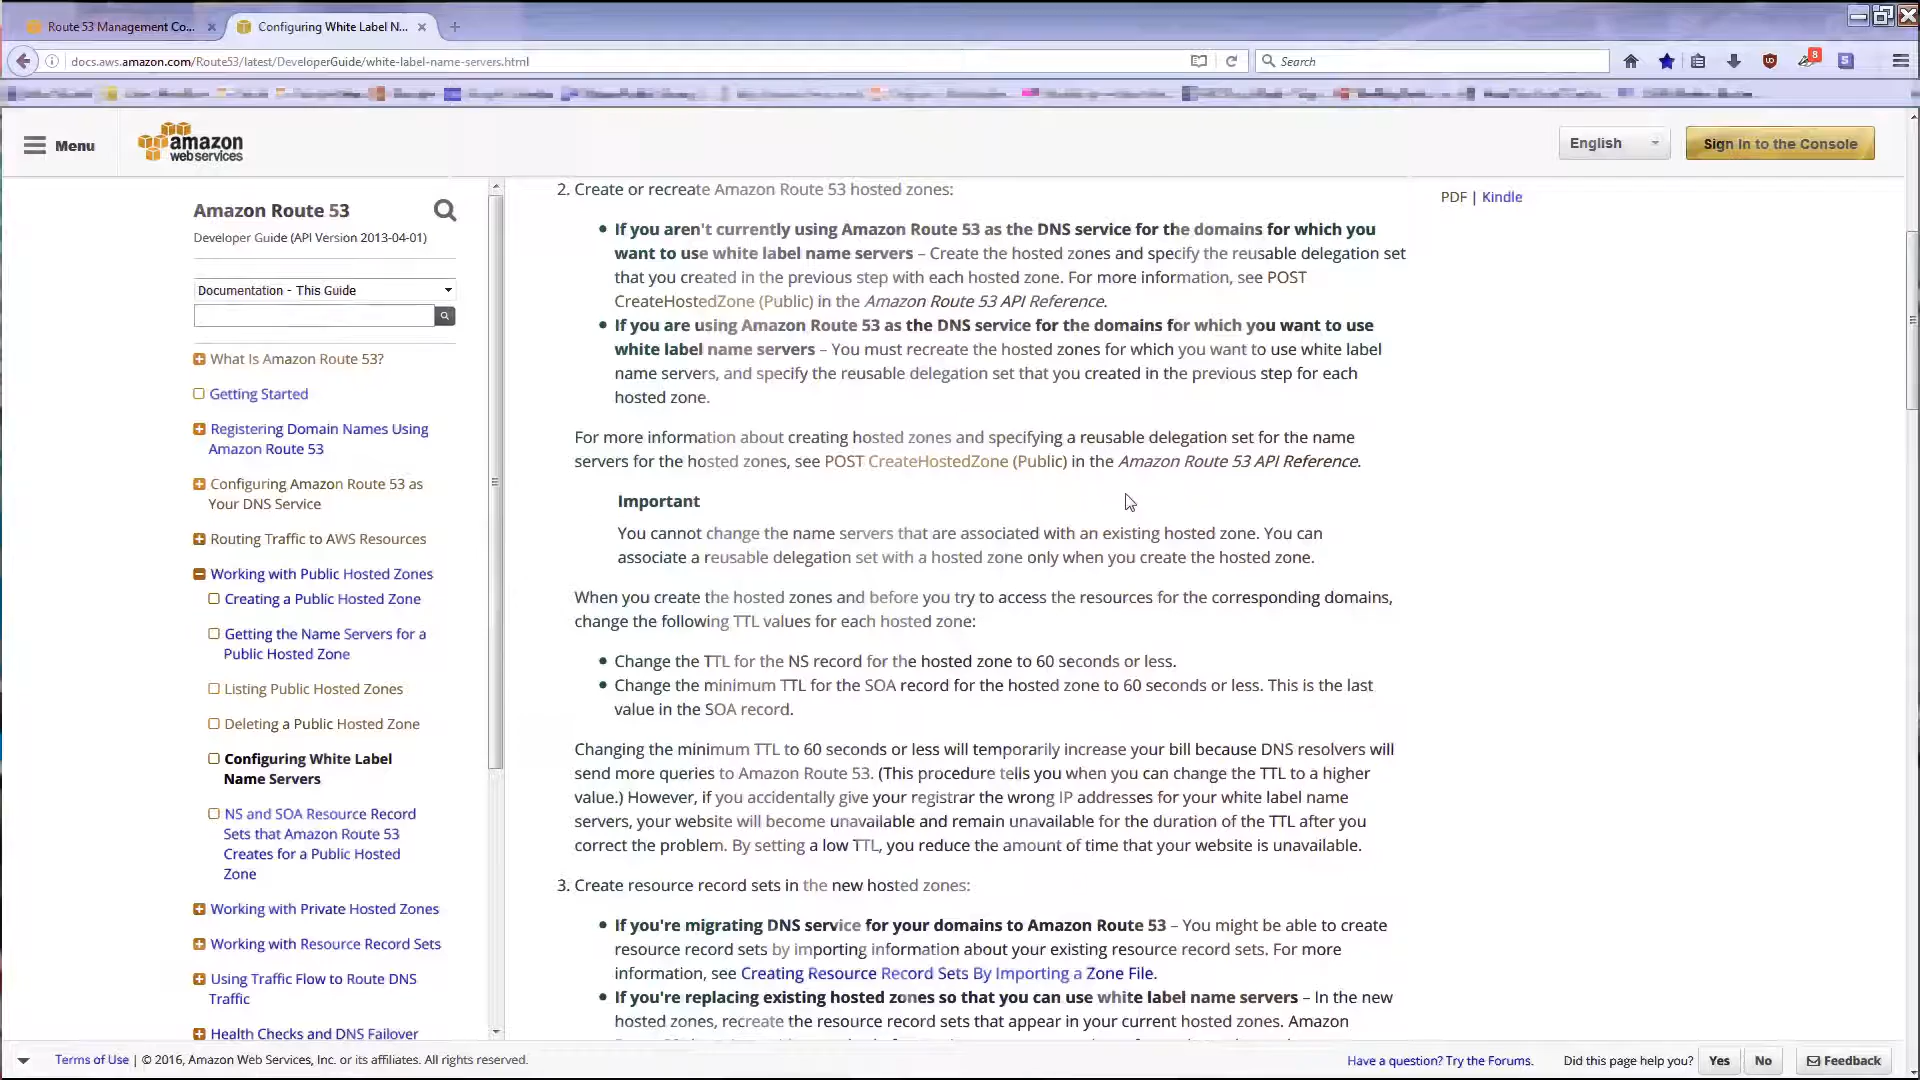 Route 53 Management Co...
Configuring White Label N...
docs.aws.amazon.com/Route53/latest/DeveloperGuide/white-label-name-servers.html
Search
8
Menu
amazon
web services
English
Sign In to the Console
Amazon Route 53
Developer Guide (API Version 2013-04-01)
Documentation - This Guide
What Is Amazon Route 53?
Getting Started
Registering Domain Names Using
Amazon Route 53
Configuring Amazon Route 53 as
Your DNS Service
Routing Traffic to AWS Resources
Working with Public Hosted Zones
Creating a Public Hosted Zone
Getting the Name Servers for a
Public Hosted Zone
Listing Public Hosted Zones
Deleting a Public Hosted Zone
Configuring White Label
Name Servers
NS and SOA Resource Record
Sets that Amazon Route 53
Creates for a Public Hosted
Zone
Working with Private Hosted Zones
Working with Resource Record Sets
Using Traffic Flow to Route DNS
Traffic
Health Checks and DNS Failover
2. Create or recreate Amazon Route 53 hosted zones:
If you aren't currently using Amazon Route 53 as the DNS service for the domains for which you
want to use white label name servers – Create the hosted zones and specify the reusable delegation set
that you created in the previous step with each hosted zone. For more information, see POST
CreateHostedZone (Public) in the Amazon Route 53 API Reference.
If you are using Amazon Route 53 as the DNS service for the domains for which you want to use
white label name servers – You must recreate the hosted zones for which you want to use white label
name servers, and specify the reusable delegation set that you created in the previous step for each
hosted zone.
For more information about creating hosted zones and specifying a reusable delegation set for the name
servers for the hosted zones, see POST CreateHostedZone (Public) in the Amazon Route 53 API Reference.
Important
You cannot change the name servers that are associated with an existing hosted zone. You can
associate a reusable delegation set with a hosted zone only when you create the hosted zone.
When you create the hosted zones and before you try to access the resources for the corresponding domains,
change the following TTL values for each hosted zone:
Change the TTL for the NS record for the hosted zone to 60 seconds or less.
Change the minimum TTL for the SOA record for the hosted zone to 60 seconds or less. This is the last
value in the SOA record.
Changing the minimum TTL to 60 seconds or less will temporarily increase your bill because DNS resolvers will
send more queries to Amazon Route 53. (This procedure tells you when you can change the TTL to a higher
value.) However, if you accidentally give your registrar the wrong IP addresses for your white label name
servers, your website will become unavailable and remain unavailable for the duration of the TTL after you
correct the problem. By setting a low TTL, you reduce the amount of time that your website is unavailable.
3. Create resource record sets in the new hosted zones:
If you're migrating DNS service for your domains to Amazon Route 53 – You might be able to create
resource record sets by importing information about your existing resource record sets. For more
information, see Creating Resource Record Sets By Importing a Zone File.
If you're replacing existing hosted zones so that you can use white label name servers – In the new
hosted zones, recreate the resource record sets that appear in your current hosted zones. Amazon
PDF | Kindle
Terms of Use | © 2016, Amazon Web Services, Inc. or its affiliates. All rights reserved.
Have a question? Try the Forums.
Did this page help you?
Yes
No
Feedback